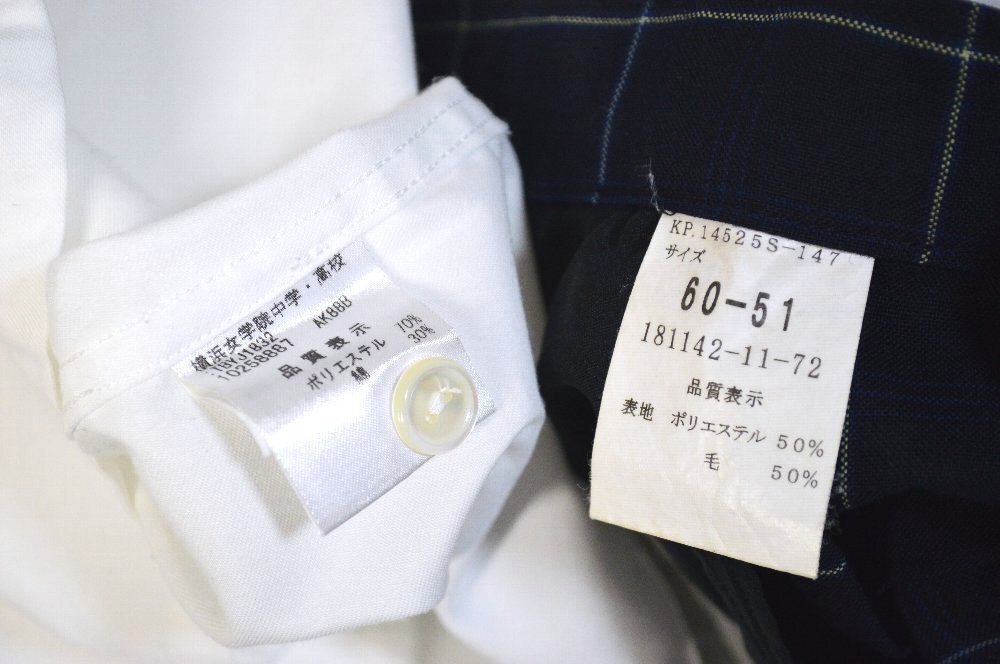 横浜女学院中学・高校
AK88B
10258887
品質表示
ポリエステル 70%
綿 30%
KP.14525S-147
サイズ
60-51
181142-11-72
品質表示
表地 ポリエステル 50%
毛 50%